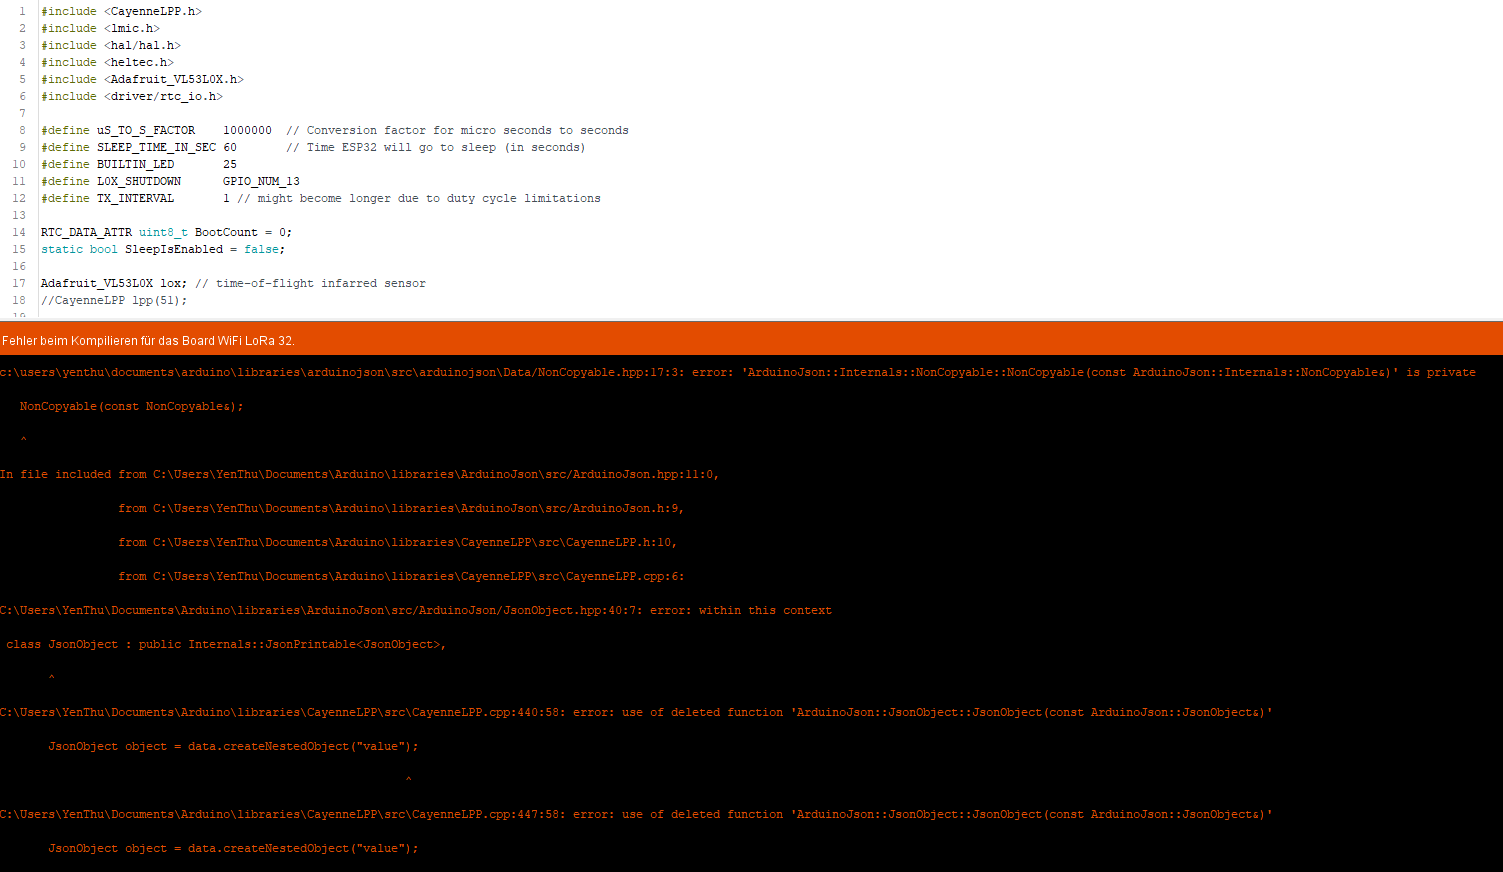 1 #include <CayenneLPP.h>
2 #include <lmic.h>
3 #include <hal/hal.h>
4 #include <heltec.h>
5 #include <Adafruit_VL53L0X.h>
6 #include <driver/rtc_io.h>
7
8 #define uS_TO_S_FACTOR    1000000  // Conversion factor for micro seconds to seconds
9 #define SLEEP_TIME_IN_SEC 60       // Time ESP32 will go to sleep (in seconds)
10 #define BUILTIN_LED       25
11 #define L0X_SHUTDOWN      GPIO_NUM_13
12 #define TX_INTERVAL       1 // might become longer due to duty cycle limitations
13
14 RTC_DATA_ATTR uint8_t BootCount = 0;
15 static bool SleepIsEnabled = false;
16
17 Adafruit_VL53L0X lox; // time-of-flight infarred sensor
18 //CayenneLPP lpp(51);
19
Fehler beim Kompilieren für das Board WiFi LoRa 32.
c:\users\yenthu\documents\arduino\libraries\arduinojson\src\arduinojson\Data/NonCopyable.hpp:17:3: error: 'ArduinoJson::Internals::NonCopyable::NonCopyable(const ArduinoJson::Internals::NonCopyable&)' is private
NonCopyable(const NonCopyable&);
^
In file included from C:\Users\YenThu\Documents\Arduino\libraries\ArduinoJson\src/ArduinoJson.hpp:11:0,
from C:\Users\YenThu\Documents\Arduino\libraries\ArduinoJson\src/ArduinoJson.h:9,
from C:\Users\YenThu\Documents\Arduino\libraries\CayenneLPP\src\CayenneLPP.h:10,
from C:\Users\YenThu\Documents\Arduino\libraries\CayenneLPP\src\CayenneLPP.cpp:6:
C:\Users\YenThu\Documents\Arduino\libraries\ArduinoJson\src/ArduinoJson/JsonObject.hpp:40:7: error: within this context
class JsonObject : public Internals::JsonPrintable<JsonObject>,
^
C:\Users\YenThu\Documents\Arduino\libraries\CayenneLPP\src\CayenneLPP.cpp:440:58: error: use of deleted function 'ArduinoJson::JsonObject::JsonObject(const ArduinoJson::JsonObject&)'
JsonObject object = data.createNestedObject("value");
^
C:\Users\YenThu\Documents\Arduino\libraries\CayenneLPP\src\CayenneLPP.cpp:447:58: error: use of deleted function 'ArduinoJson::JsonObject::JsonObject(const ArduinoJson::JsonObject&)'
JsonObject object = data.createNestedObject("value");